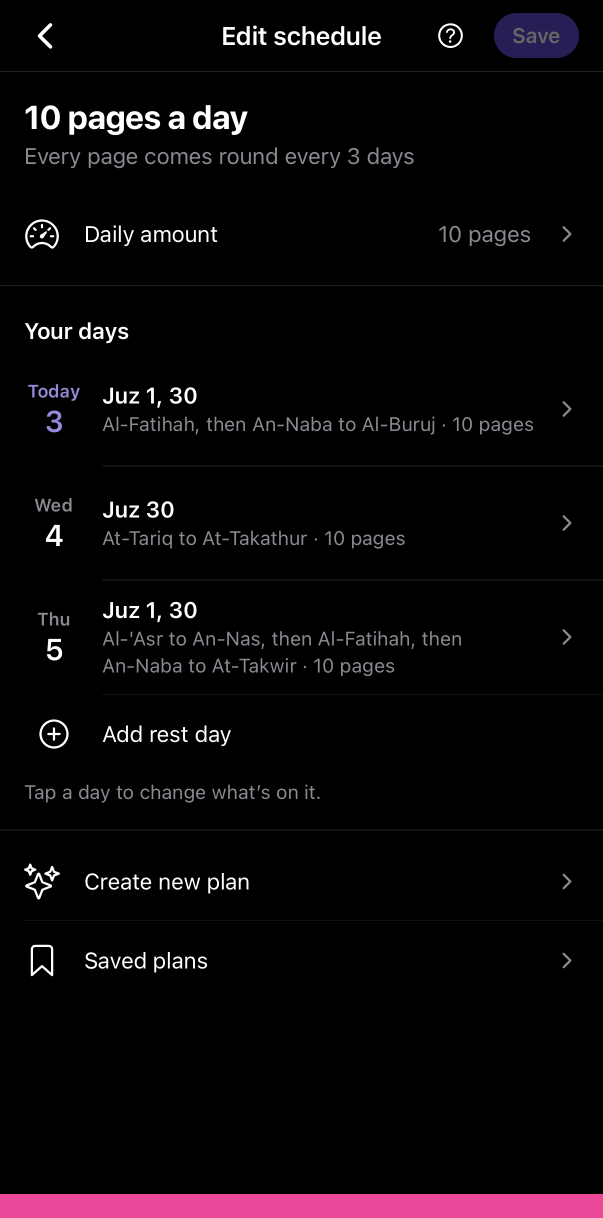 Edit schedule
Save
10 pages a day
Every page comes round every 3 days
Daily amount
10 pages
Your days
Today
3
Juz 1, 30
Al-Fatihah, then An-Naba to Al-Buruj · 10 pages
Wed
4
Juz 30
At-Tariq to At-Takathur · 10 pages
Thu
5
Juz 1, 30
Al-'Asr to An-Nas, then Al-Fatihah, then
An-Naba to At-Takwir · 10 pages
Add rest day
Tap a day to change what’s on it.
Create new plan
Saved plans